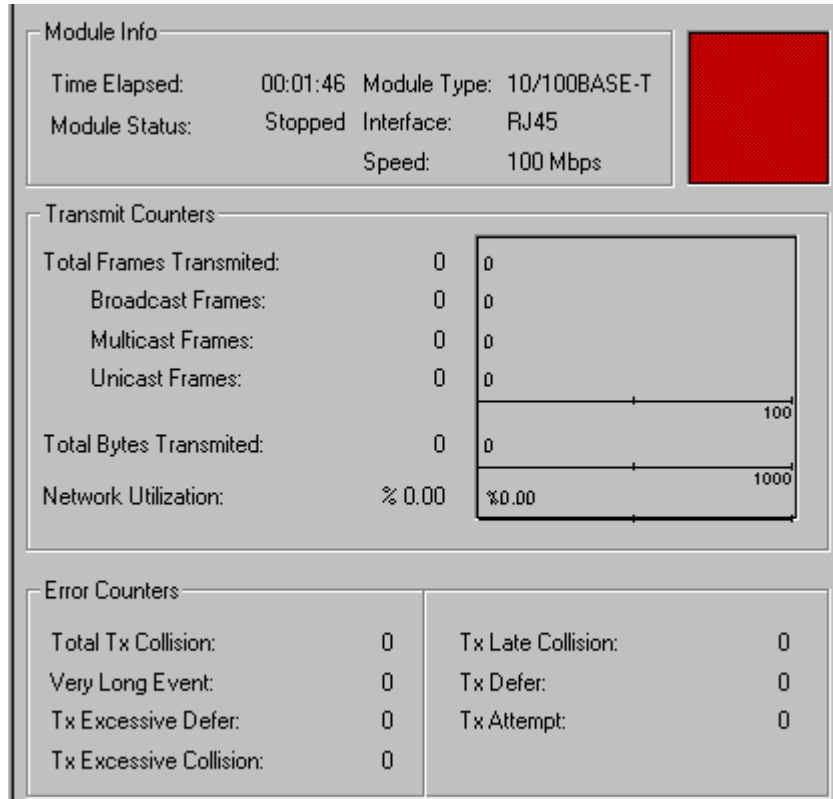 Module Info
Time Elapsed: 00:01:46 Module Type: 10/100BASE-T
Module Status: Stopped Interface: RJ45
Speed: 100 Mbps
Transmit Counters
Total Frames Transmited: 0 0
Broadcast Frames: 0 0
Multicast Frames: 0 0
Unicast Frames: 0 0
100
Total Bytes Transmited: 0 0
1000
Network Utilization: % 0.00 %0.00
Error Counters
Total Tx Collision: 0 Tx Late Collision: 0
Very Long Event: 0 Tx Defer: 0
Tx Excessive Defer: 0 Tx Attempt: 0
Tx Excessive Collision: 0